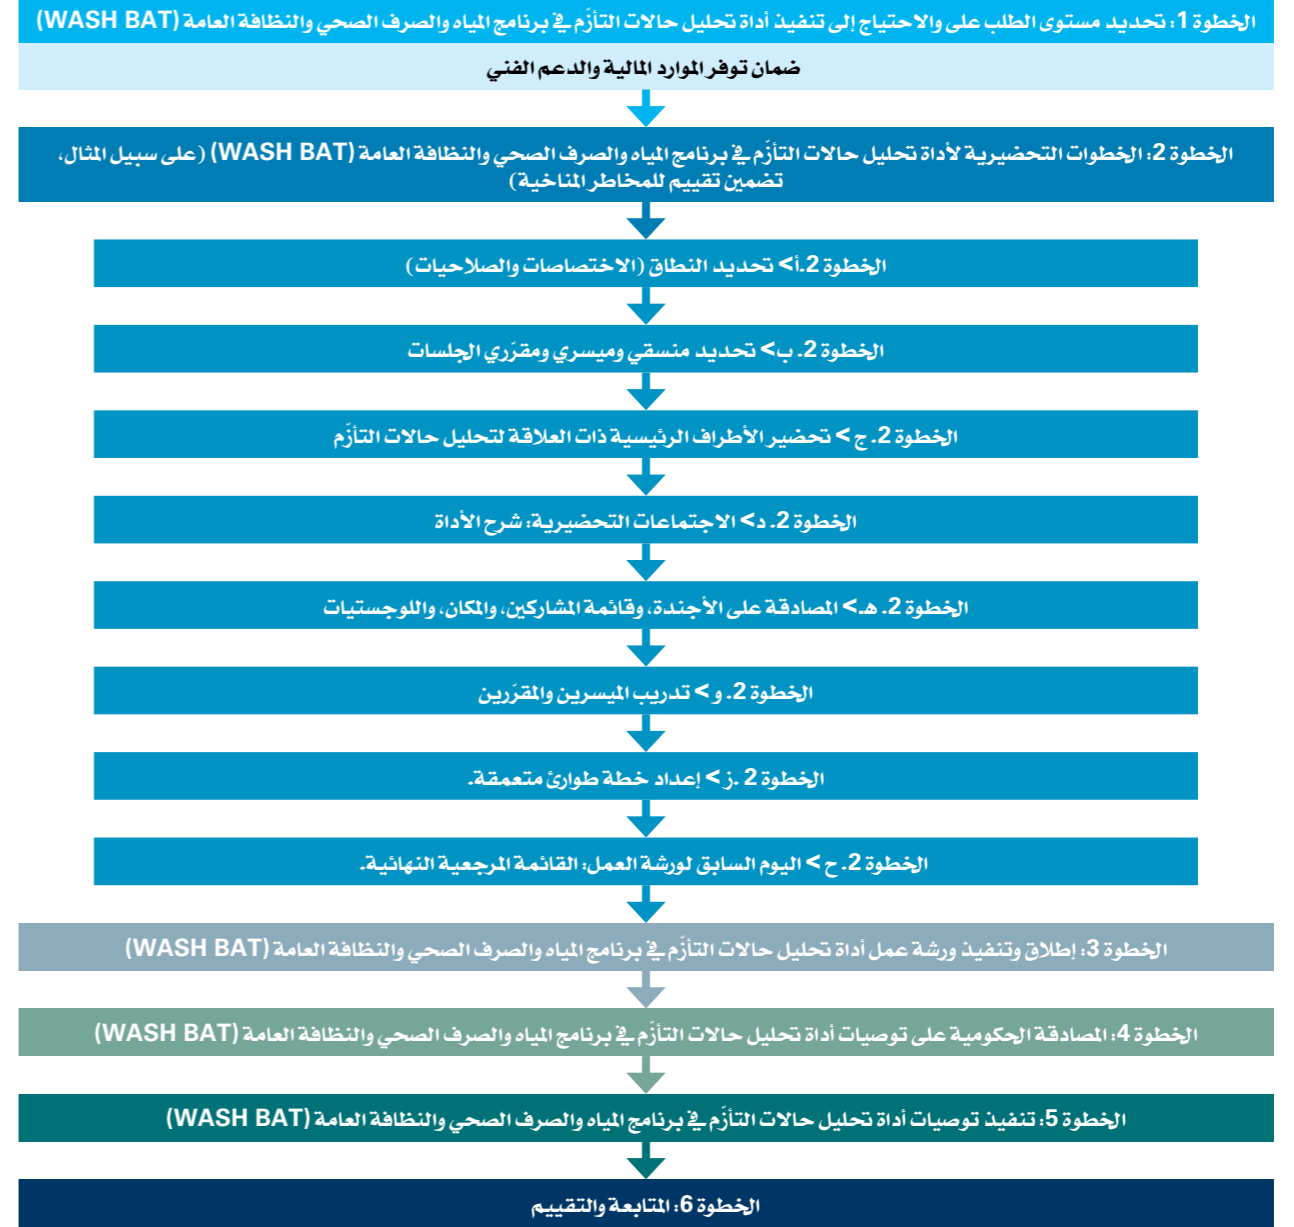 الخطوة 1: تحديد مستوى الطلب على والاحتياج إلى تنفيذ أداة تحليل حالات التأزّم في برنامج المياه والصرف الصحي والنظافة العامة (WASH BAT)
ضمان توفر الموارد المالية والدعم الفني
الخطوة 2: الخطوات التحضيرية لأداة تحليل حالات التأزّم في برنامج المياه والصرف الصحي والنظافة العامة (WASH BAT) (على سبيل المثال،
تضمين تقييم للمخاطر المناخية)
الخطوة 2.أ> تحديد النطاق (الاختصاصات والصلاحيات)
الخطوة 2. ب> تحديد منسقي وميسري ومقرّري الجلسات
الخطوة 2. ج > تحضير الأطراف الرئيسية ذات العلاقة لتحليل حالات التأزّم
الخطوة 2. د> الاجتماعات التحضيرية: شرح الأداة
الخطوة 2. هـ> المصادقة على الأجندة، وقائمة المشاركين، والمكان، واللوجستيات
الخطوة 2. و > تدريب الميسرين والمقرّرين
الخطوة 2 .ز > إعداد خطة طوارئ متعمقة.
الخطوة 2. ح > اليوم السابق لورشة العمل: القائمة المرجعية النهائية.
الخطوة 3: إطلاق وتنفيذ ورشة عمل أداة تحليل حالات التأزّم في برنامج المياه والصرف الصحي والنظافة العامة (WASH BAT)
الخطوة 4: المصادقة الحكومية على توصيات أداة تحليل حالات التأزّم في برنامج المياه والصرف الصحي والنظافة العامة (WASH BAT)
الخطوة 5: تنفيذ توصيات أداة تحليل حالات التأزّم في برنامج المياه والصرف الصحي والنظافة العامة (WASH BAT)
الخطوة 6: المتابعة والتقييم